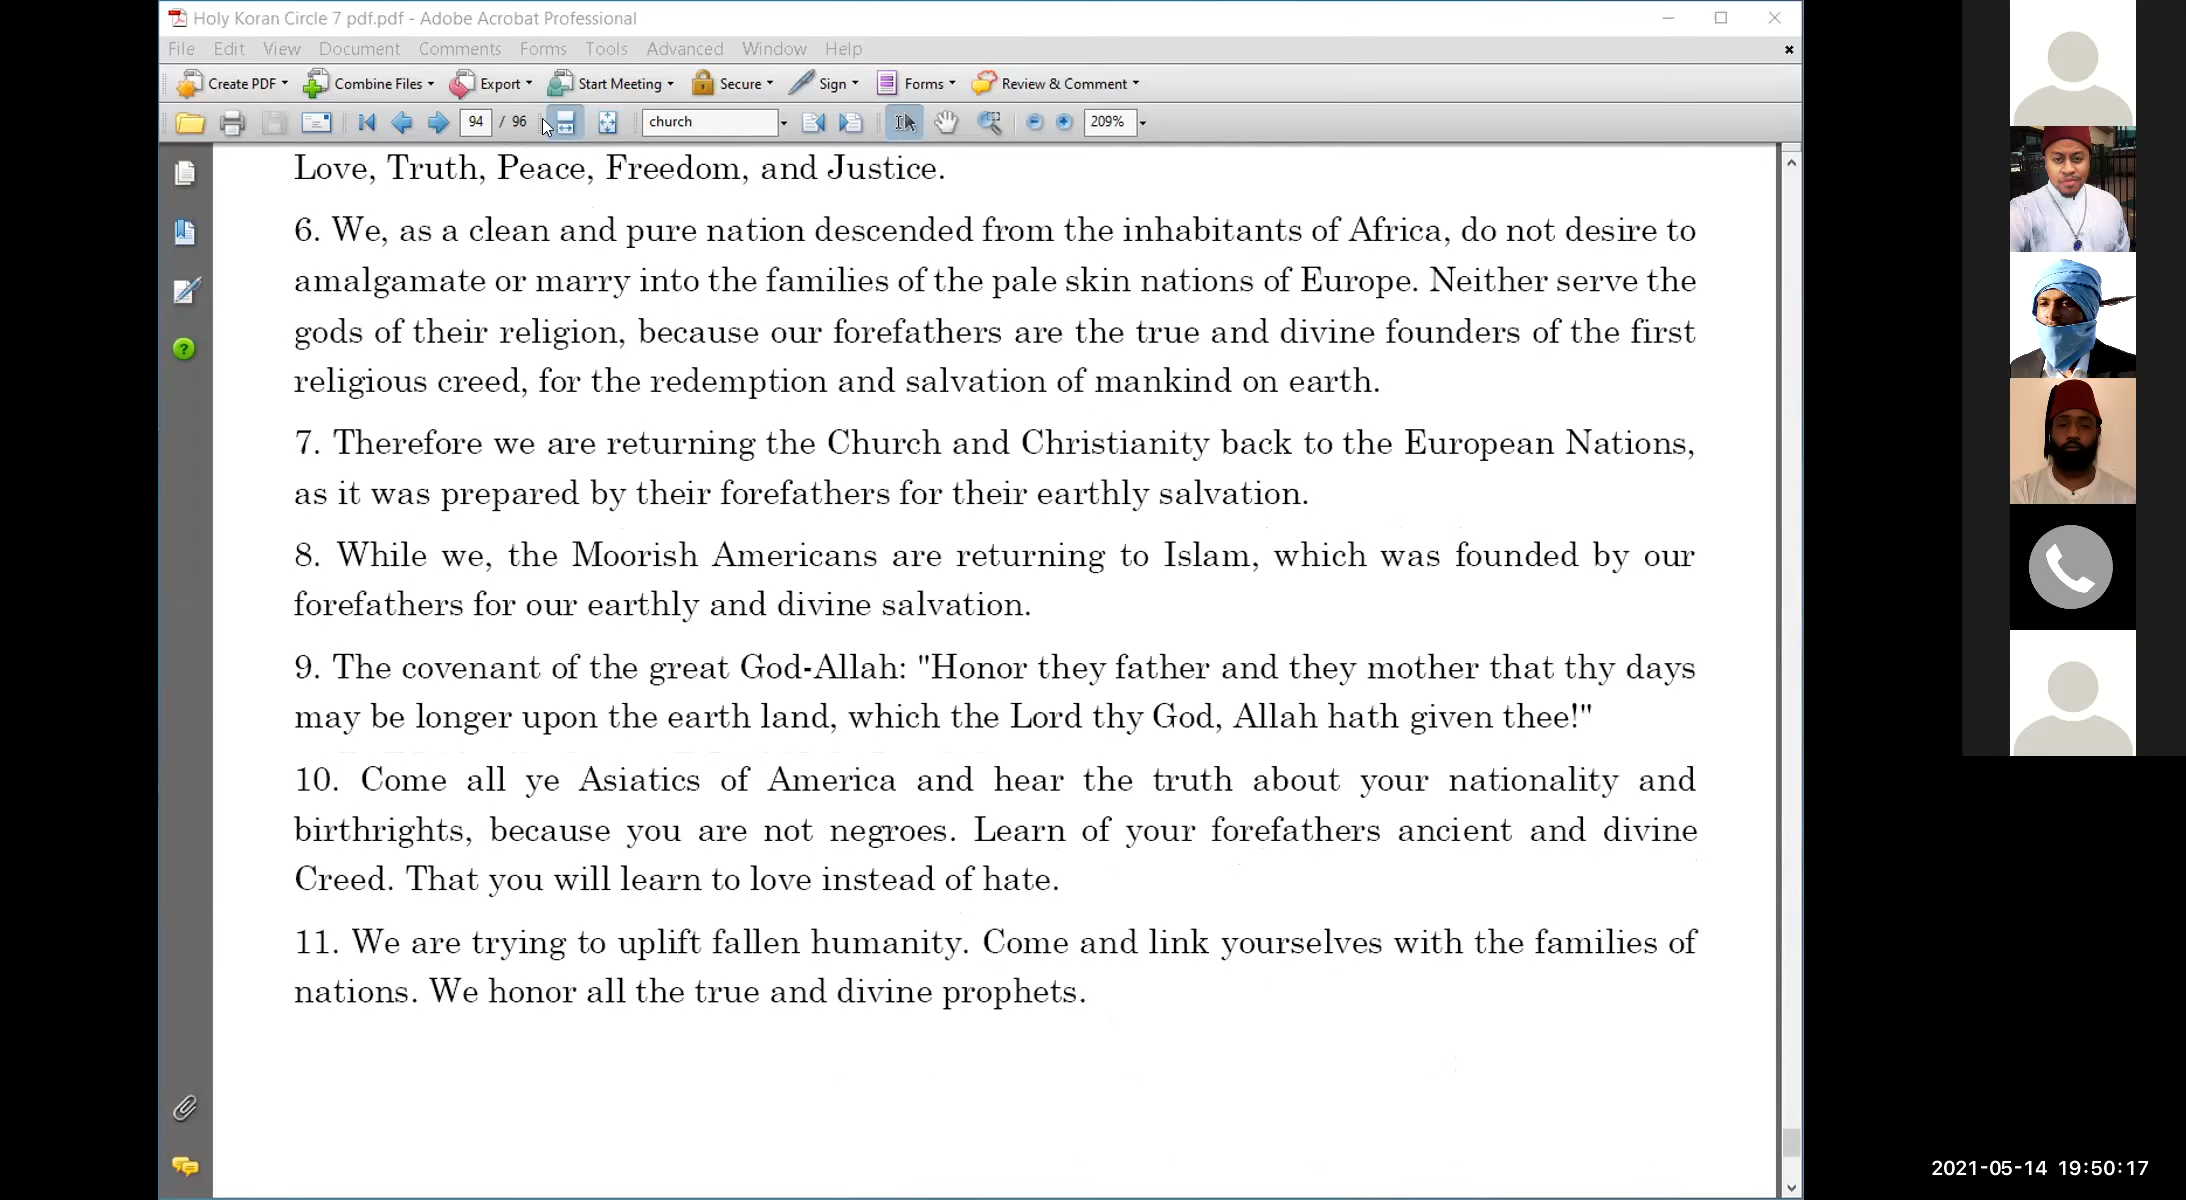 Holy Koran Circle 7 pdf.pdf - Adobe Acrobat Professional
File Edit View Document Comments Forms Tools Advanced Window Help
Create PDF Combine Files Export Start Meeting Secure Sign Forms Review & Comment
94 / 96 church 209%
Love, Truth, Peace, Freedom, and Justice.
6. We, as a clean and pure nation descended from the inhabitants of Africa, do not desire to
amalgamate or marry into the families of the pale skin nations of Europe. Neither serve the
gods of their religion, because our forefathers are the true and divine founders of the first
religious creed, for the redemption and salvation of mankind on earth.
7. Therefore we are returning the Church and Christianity back to the European Nations,
as it was prepared by their forefathers for their earthly salvation.
8. While we, the Moorish Americans are returning to Islam, which was founded by our
forefathers for our earthly and divine salvation.
9. The covenant of the great God-Allah: "Honor they father and they mother that thy days
may be longer upon the earth land, which the Lord thy God, Allah hath given thee!"
10. Come all ye Asiatics of America and hear the truth about your nationality and
birthrights, because you are not negroes. Learn of your forefathers ancient and divine
Creed. That you will learn to love instead of hate.
11. We are trying to uplift fallen humanity. Come and link yourselves with the families of
nations. We honor all the true and divine prophets.
2021-05-14 19:50:17